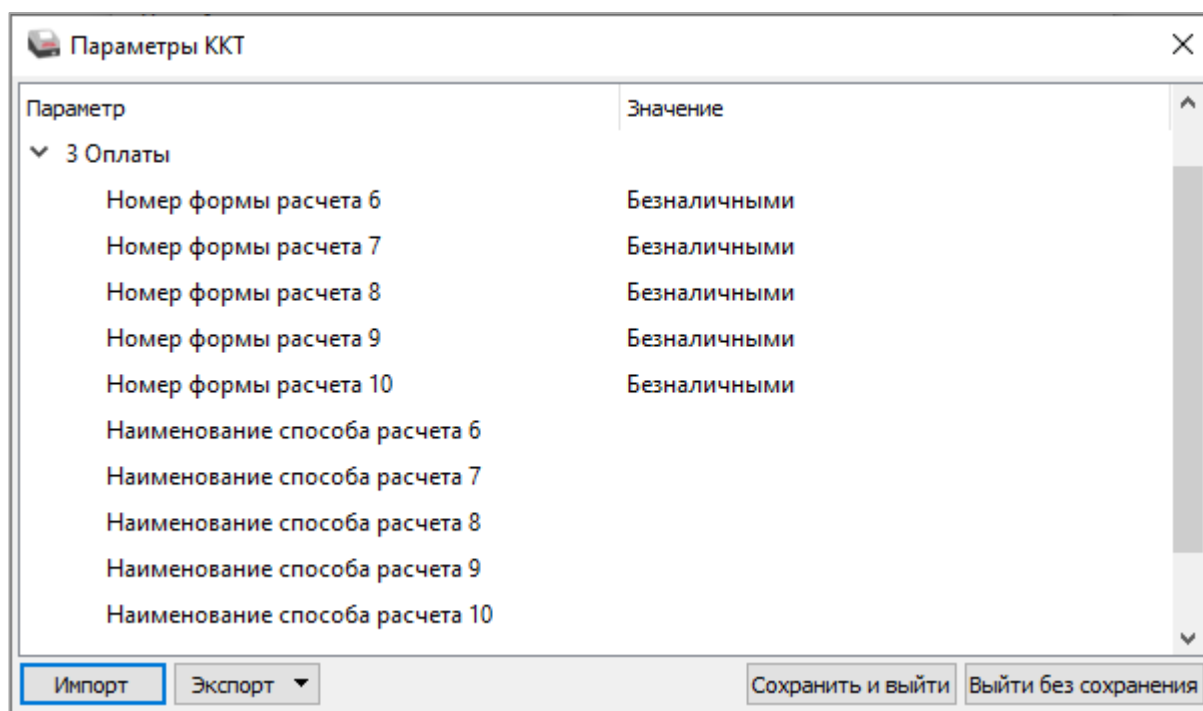 Параметры ККТ
Параметр Значение
3 Оплаты
Номер формы расчета 6 Безналичными
Номер формы расчета 7 Безналичными
Номер формы расчета 8 Безналичными
Номер формы расчета 9 Безналичными
Номер формы расчета 10 Безналичными
Наименование способа расчета 6
Наименование способа расчета 7
Наименование способа расчета 8
Наименование способа расчета 9
Наименование способа расчета 10
Импорт Экспорт Сохранить и выйти Выйти без сохранения